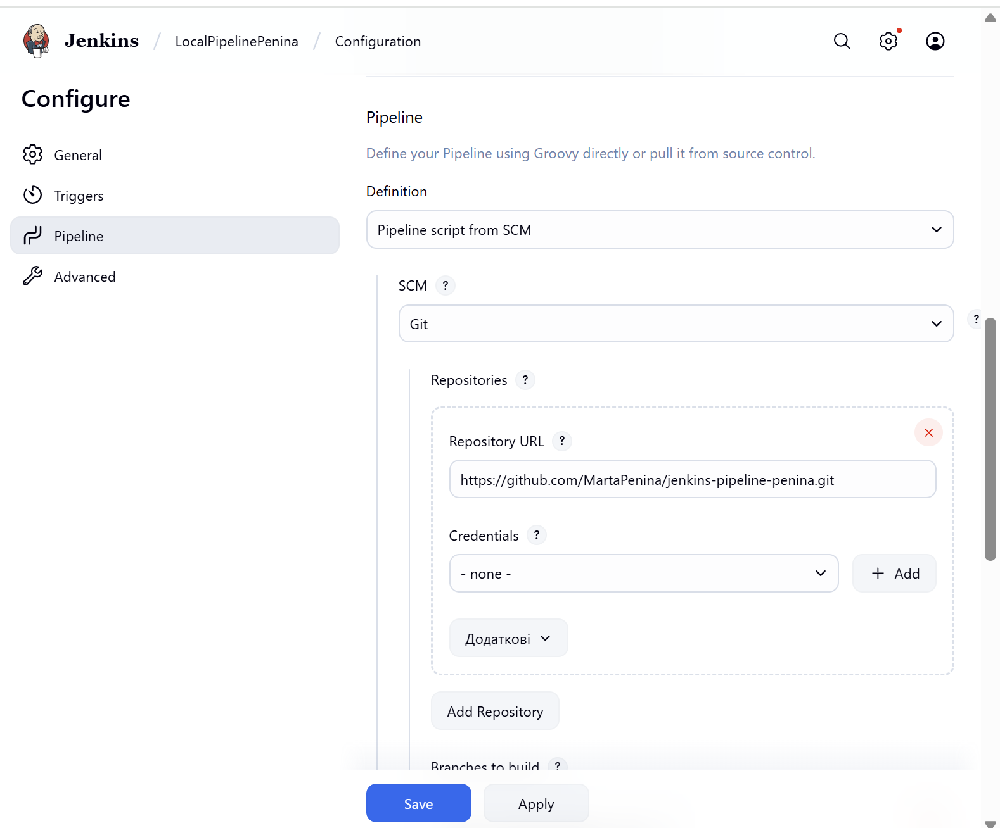 Jenkins / LocalPipelinePenina / Configuration
Configure
General
Triggers
Pipeline
Advanced
Pipeline
Define your Pipeline using Groovy directly or pull it from source control.
Definition
Pipeline script from SCM
SCM ?
Git
?
Repositories ?
Repository URL ?
https://github.com/MartaPenina/jenkins-pipeline-penina.git
Credentials ?
- none -
+ Add
Додаткові
Add Repository
Branches to build ?
Save
Apply